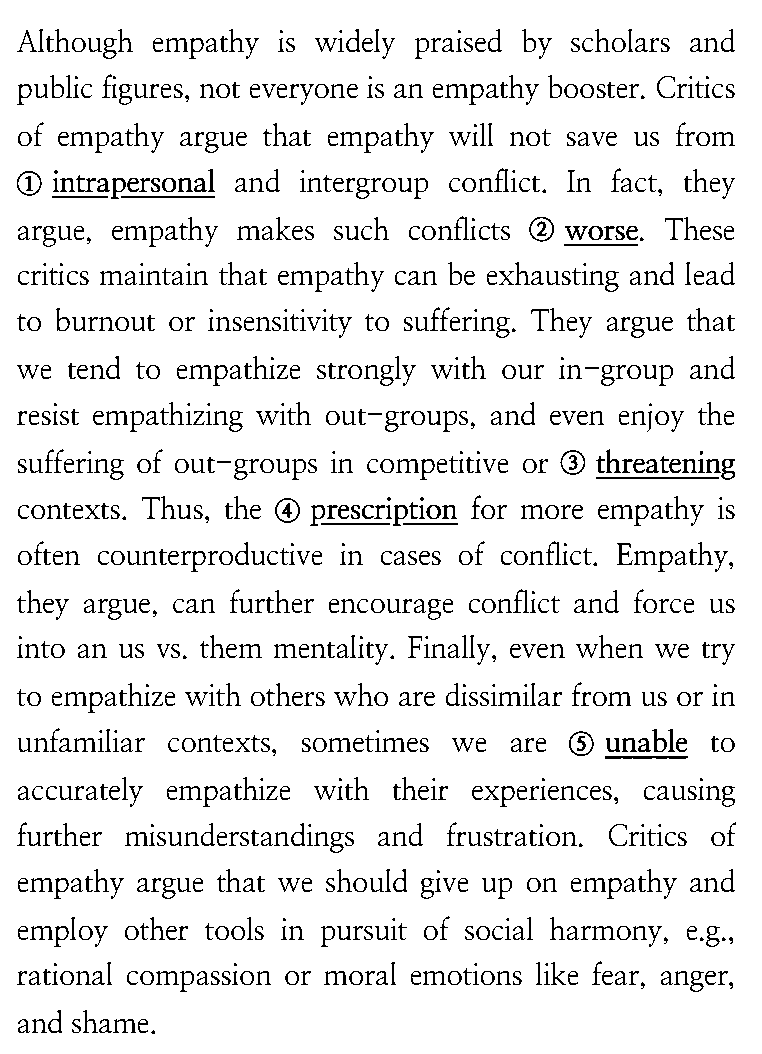 Although empathy is widely praised by scholars and
public figures, not everyone is an empathy booster. Critics
of empathy argue that empathy will not save us from
① intrapersonal and intergroup conflict. In fact, they
argue, empathy makes such conflicts ② worse. These
critics maintain that empathy can be exhausting and lead
to burnout or insensitivity to suffering. They argue that
we tend to empathize strongly with our in-group and
resist empathizing with out-groups, and even enjoy the
suffering of out-groups in competitive or ③ threatening
contexts. Thus, the ④ prescription for more empathy is
often counterproductive in cases of conflict. Empathy,
they argue, can further encourage conflict and force us
into an us vs. them mentality. Finally, even when we try
to empathize with others who are dissimilar from us or in
unfamiliar contexts, sometimes we are ⑤ unable to
accurately empathize with their experiences, causing
further misunderstandings and frustration. Critics of
empathy argue that we should give up on empathy and
employ other tools in pursuit of social harmony, e.g.,
rational compassion or moral emotions like fear, anger,
and shame.